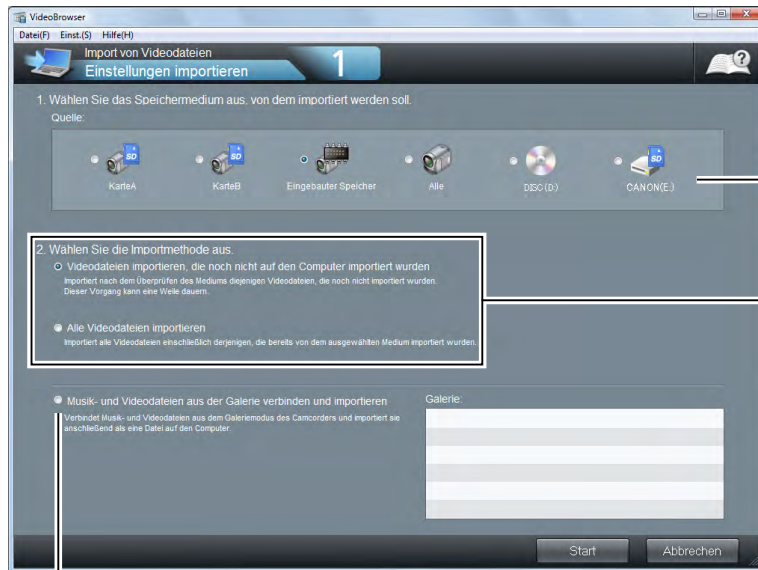 VideoBrowser
Datei(F) Einst.(S) Hilfe(H)
Import von Videodateien
Einstellungen importieren
1
?
1. Wählen Sie das Speichermedium aus, von dem importiert werden soll.
Quelle:
SD SD SD
KarteA KarteB Eingebauter Speicher Alle DISC(D:) CANON(E:)
2. Wählen Sie die Importmethode aus.
Videodateien importieren, die noch nicht auf den Computer importiert wurden
Importiert nach dem Überprüfen des Mediums diejenigen Videodateien, die noch nicht importiert wurden.
Dieser Vorgang kann eine Weile dauern.
Alle Videodateien importieren
Importiert alle Videodateien einschließlich derjenigen, die bereits von dem ausgewählten Medium importiert wurden.
Musik- und Videodateien aus der Galerie verbinden und importieren
Verbindet Musik- und Videodateien aus dem Galeriemodus des Camcorders und importiert sie
anschließend als eine Datei auf den Computer.
Galerie:
Start Abbrechen